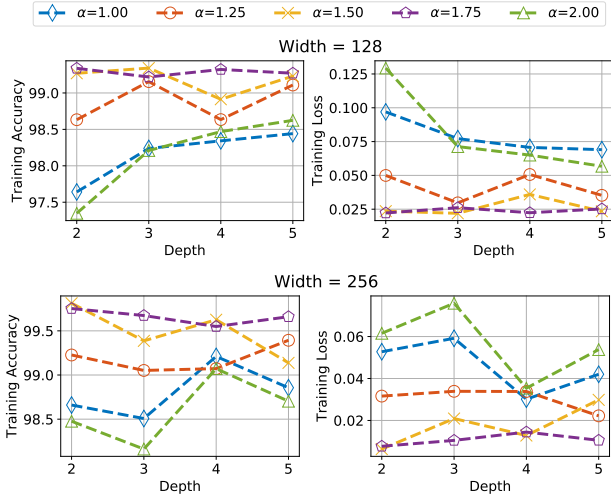 α=1.00 α=1.25 α=1.50 α=1.75 α=2.00
Width = 128
Training Accuracy
99.0
98.5
98.0
97.5
2 3 4 5
Depth
Training Loss
0.125
0.100
0.075
0.050
0.025
2 3 4 5
Depth
Width = 256
Training Accuracy
99.5
99.0
98.5
2 3 4 5
Depth
Training Loss
0.06
0.04
0.02
2 3 4 5
Depth